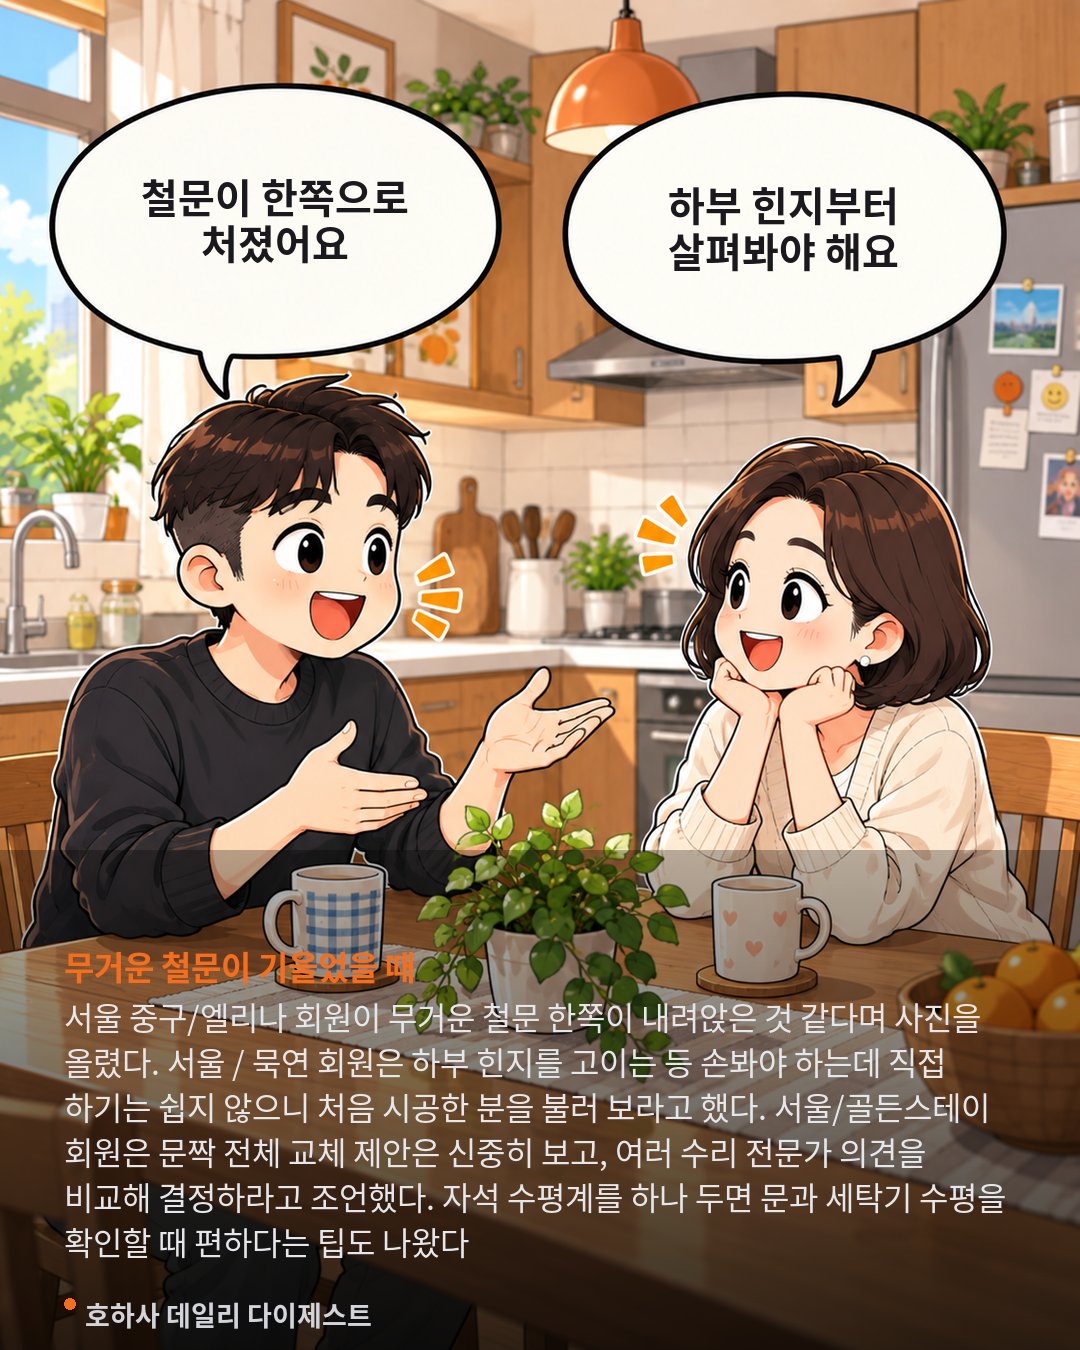 철문이 한쪽으로
처졌어요
하부 힌지부터
살펴봐야 해요
무거운 철문이 기울었을 때
서울 중구/엘리나 회원이 무거운 철문 한쪽이 내려앉은 것 같다며 사진을
올렸다. 서울 / 묵연 회원은 하부 힌지를 고이는 등 손봐야 하는데 직접
하기는 쉽지 않으니 처음 시공한 분을 불러 보라고 했다. 서울/골든스테이
회원은 문짝 전체 교체 제안은 신중히 보고, 여러 수리 전문가 의견을
비교해 결정하라고 조언했다. 자석 수평계를 하나 두면 문과 세탁기 수평을
확인할 때 편하다는 팁도 나왔다
호하사 데일리 다이제스트